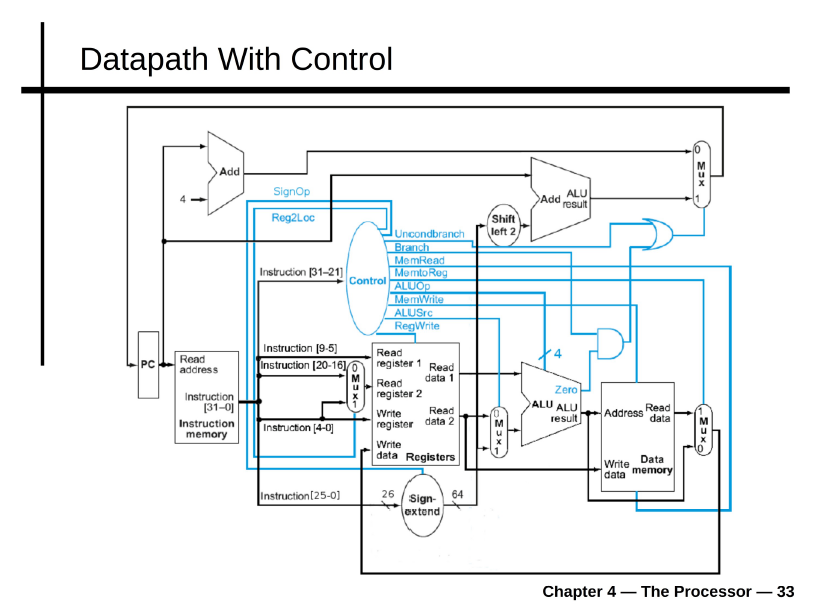 Datapath With Control
Add
4
SignOp
Reg2Loc
Add ALU
result
Shift
left 2
0
M
u
x
1
Uncondbranch
Branch
MemRead
MemtoReg
ALUOp
MemWrite
ALUSrc
RegWrite
Control
Instruction [31–21]
4
PC
Read
address
Instruction
[31–0]
Instruction
memory
Instruction [9-5]
Instruction [20-16]
Instruction [4-0]
0
M
u
x
1
Read
register 1
Read
data 1
Read
register 2
Write
register
Read
data 2
Write
data
Registers
0
M
u
x
1
Zero
ALU ALU
result
Address
Read
data
Write
data
Data
memory
1
M
u
x
0
Instruction[25-0]
26
Sign-
extend
64
Chapter 4 — The Processor — 33